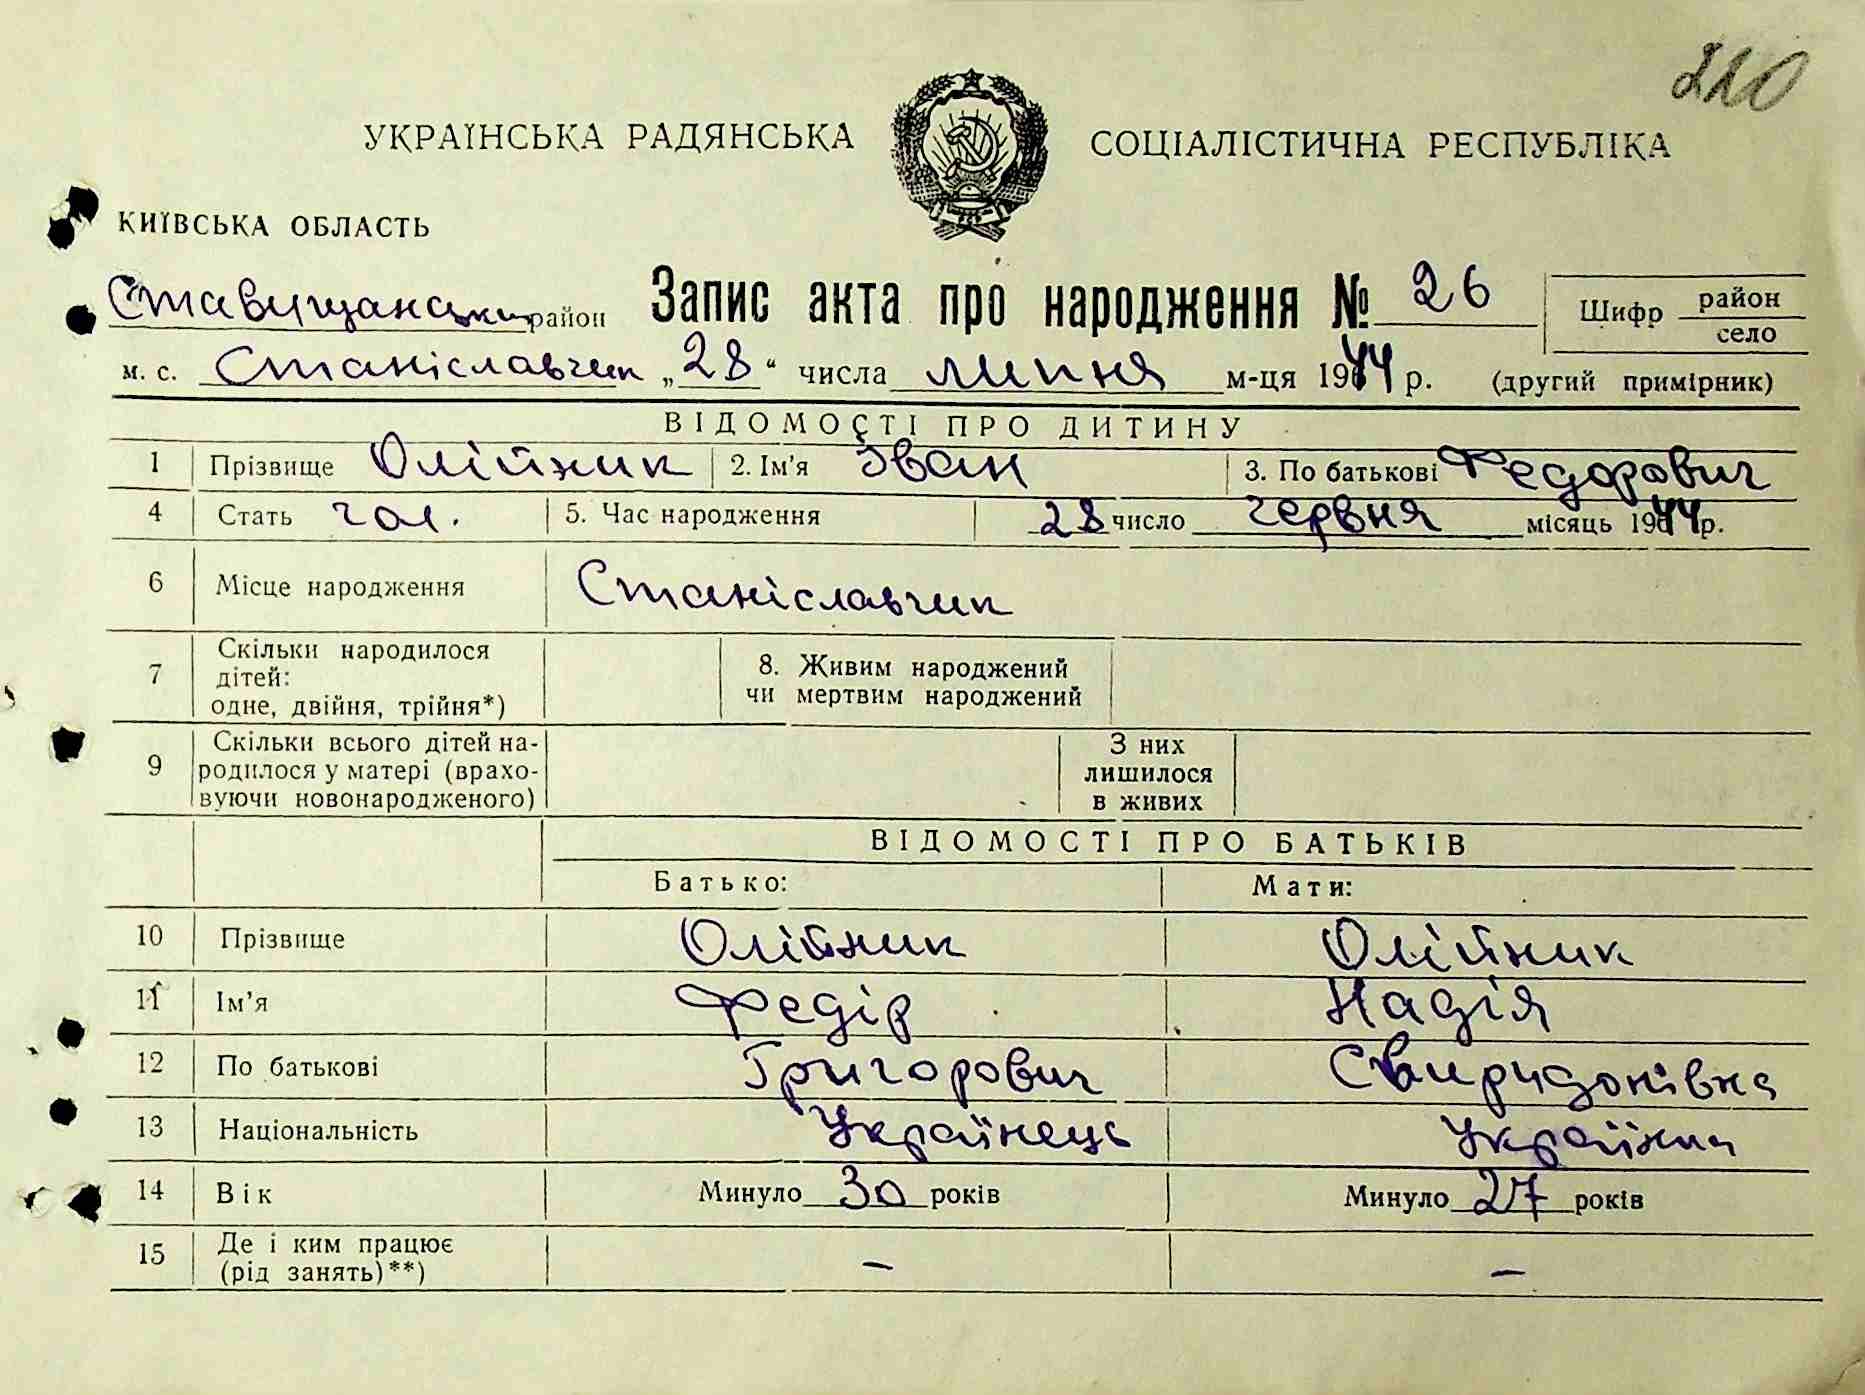 210
УКРАЇНСЬКА РАДЯНСЬКА СОЦІАЛІСТИЧНА РЕСПУБЛІКА
КИЇВСЬКА ОБЛАСТЬ
район Запис акта про народження № 26 Шифр район
село
м. с. Станіславчик „28“ числа липня м-ця 1944 р. (другий примірник)
ВІДОМОСТІ ПРО ДИТИНУ
1 Прізвище Олійник 2. Ім'я Іван 3. По батькові Федорович
4 Стать чол. 5. Час народження 28 число червня місяць 1944 р.
6 Місце народження Станіславчик
7 Скільки народилося дітей: одне, двійня, трійня*) 8. Живим народжений чи мертвим народжений
9 Скільки всього дітей на-
родилося у матері (врахо-
вуючи новонародженого) З них лишилося в живих
ВІДОМОСТІ ПРО БАТЬКІВ
Батько: Мати:
10 Прізвище Олійник Олійник
11 Ім'я Федір Надія
12 По батькові Григорович Свиридонівна
13 Національність Українець Українка
14 Вік Минуло 30 років Минуло 27 років
15 Де і ким працює
(рід занять)**) – –